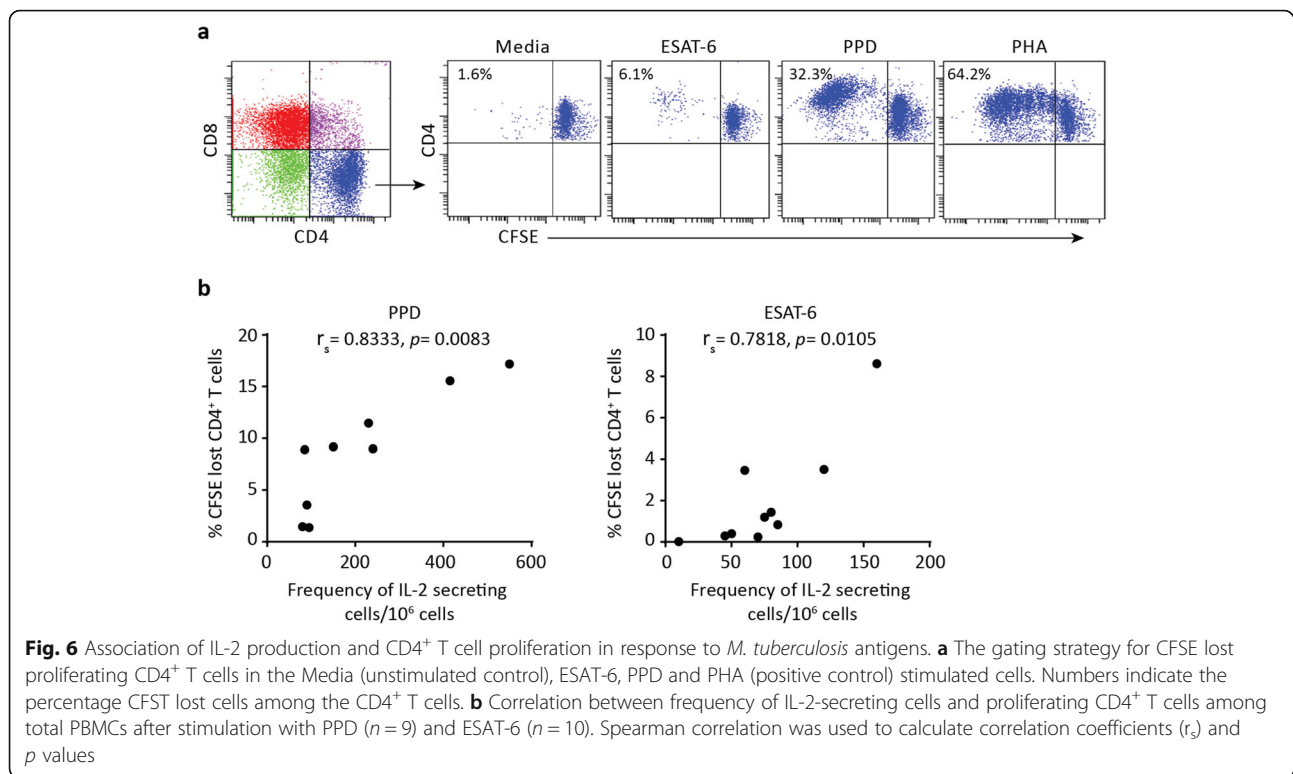 a
Media ESAT-6 PPD PHA
1.6% 6.1% 32.3% 64.2%
CD8
CD4
CD4
CFSE
b
PPD
rs= 0.8333, p= 0.0083
% CFSE lost CD4+ T cells
20
15
10
5
0
0 200 400 600
Frequency of IL-2 secreting
cells/10⁶ cells
ESAT-6
rs= 0.7818, p= 0.0105
% CFSE lost CD4+ T cells
10
8
6
4
2
0
0 50 100 150 200
Frequency of IL-2 secreting
cells/10⁶ cells
Fig. 6 Association of IL-2 production and CD4+ T cell proliferation in response to M. tuberculosis antigens. a The gating strategy for CFSE lost
proliferating CD4+ T cells in the Media (unstimulated control), ESAT-6, PPD and PHA (positive control) stimulated cells. Numbers indicate the
percentage CFST lost cells among the CD4+ T cells. b Correlation between frequency of IL-2-secreting cells and proliferating CD4+ T cells among
total PBMCs after stimulation with PPD (n = 9) and ESAT-6 (n = 10). Spearman correlation was used to calculate correlation coefficients (rs) and
p values